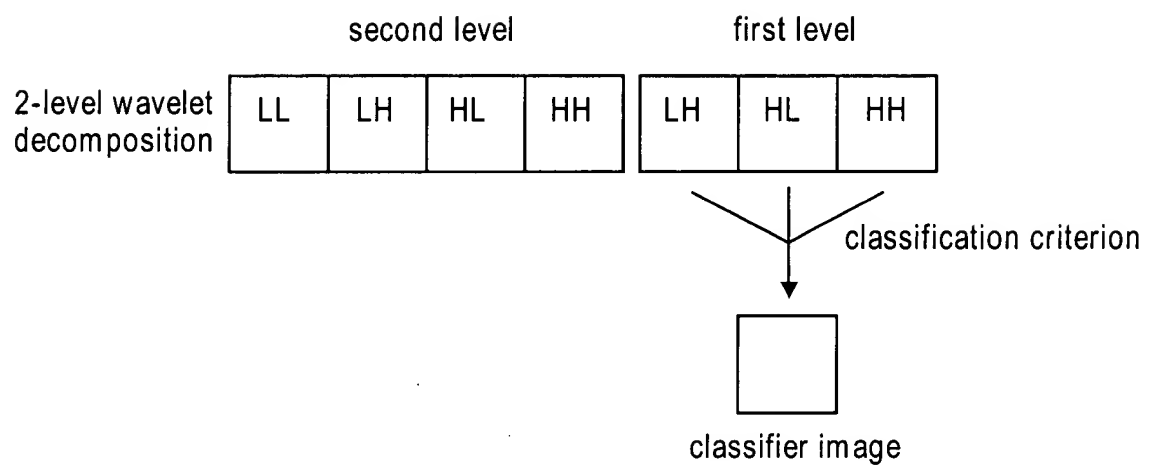 second level first level
2-level wavelet
decomposition
LL LH HL HH LH HL HH
classification criterion
classifier image